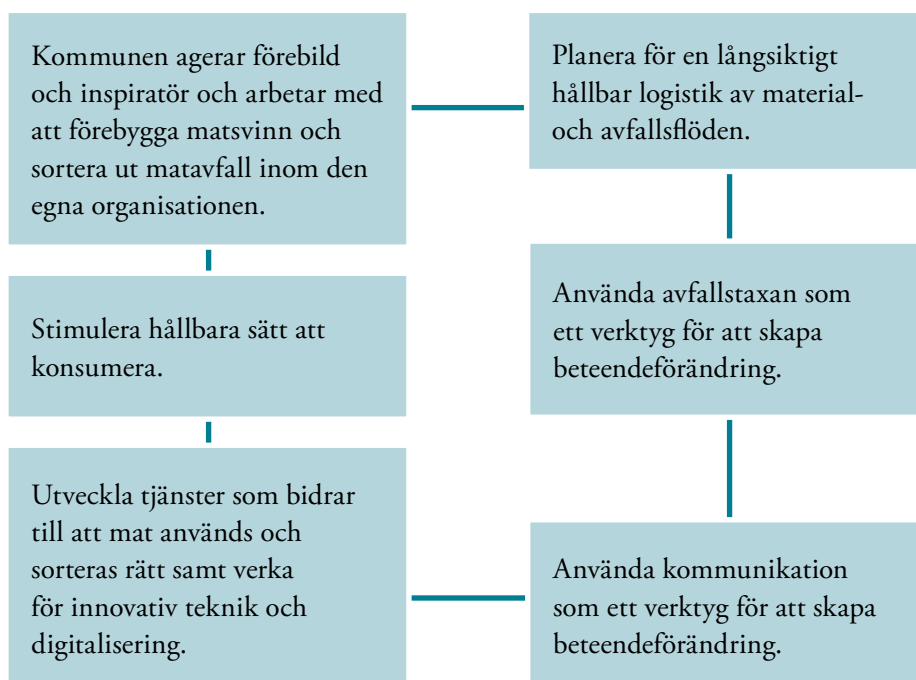 Kommunen agerar förebild
och inspiratör och arbetar med
att förebygga matsvinn och
sortera ut matavfall inom den
egna organisationen.
Stimulera hållbara sätt att
konsumera.
Utveckla tjänster som bidrar
till att mat används och
sorteras rätt samt verka
för innovativ teknik och
digitalisering.
Planera för en långsiktigt
hållbar logistik av material-
och avfallsflöden.
Använda avfallstaxan som
ett verktyg för att skapa
beteendeförändring.
Använda kommunikation
som ett verktyg för att skapa
beteendeförändring.